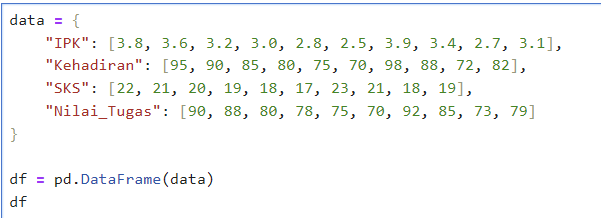 data = {
    "IPK": [3.8, 3.6, 3.2, 3.0, 2.8, 2.5, 3.9, 3.4, 2.7, 3.1],
    "Kehadiran": [95, 90, 85, 80, 75, 70, 98, 88, 72, 82],
    "SKS": [22, 21, 20, 19, 18, 17, 23, 21, 18, 19],
    "Nilai_Tugas": [90, 88, 80, 78, 75, 70, 92, 85, 73, 79]
}
df = pd.DataFrame(data)
df